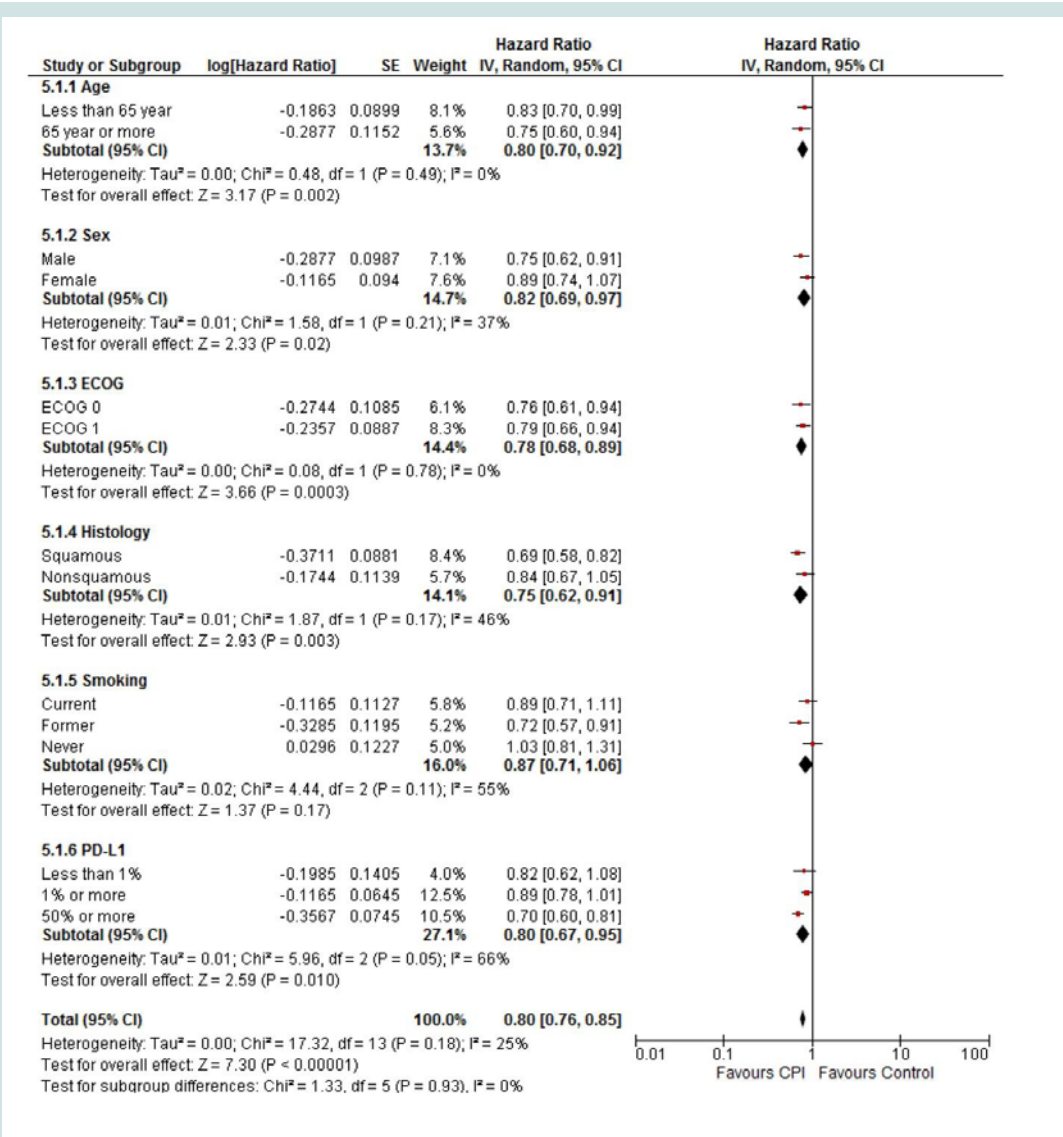 Hazard Ratio Hazard Ratio
Study or Subgroup log[Hazard Ratio] SE Weight IV, Random, 95% CI IV, Random, 95% CI
5.1.1 Age
Less than 65 year -0.1863 0.0899 8.1% 0.83 [0.70, 0.99]
65 year or more -0.2877 0.1152 5.6% 0.75 [0.60, 0.94]
Subtotal (95% CI) 13.7% 0.80 [0.70, 0.92]
Heterogeneity: Tau² = 0.00; Chi² = 0.48, df = 1 (P = 0.49); I² = 0%
Test for overall effect: Z = 3.17 (P = 0.002)
5.1.2 Sex
Male -0.2877 0.0987 7.1% 0.75 [0.62, 0.91]
Female -0.1165 0.094 7.6% 0.89 [0.74, 1.07]
Subtotal (95% CI) 14.7% 0.82 [0.69, 0.97]
Heterogeneity: Tau² = 0.01; Chi² = 1.58, df = 1 (P = 0.21); I² = 37%
Test for overall effect: Z = 2.33 (P = 0.02)
5.1.3 ECOG
ECOG 0 -0.2744 0.1085 6.1% 0.76 [0.61, 0.94]
ECOG 1 -0.2357 0.0887 8.3% 0.79 [0.66, 0.94]
Subtotal (95% CI) 14.4% 0.78 [0.68, 0.89]
Heterogeneity: Tau² = 0.00; Chi² = 0.08, df = 1 (P = 0.78); I² = 0%
Test for overall effect: Z = 3.66 (P = 0.0003)
5.1.4 Histology
Squamous -0.3711 0.0881 8.4% 0.69 [0.58, 0.82]
Nonsquamous -0.1744 0.1139 5.7% 0.84 [0.67, 1.05]
Subtotal (95% CI) 14.1% 0.75 [0.62, 0.91]
Heterogeneity: Tau² = 0.01; Chi² = 1.87, df = 1 (P = 0.17); I² = 46%
Test for overall effect: Z = 2.93 (P = 0.003)
5.1.5 Smoking
Current -0.1165 0.1127 5.8% 0.89 [0.71, 1.11]
Former -0.3285 0.1195 5.2% 0.72 [0.57, 0.91]
Never 0.0296 0.1227 5.0% 1.03 [0.81, 1.31]
Subtotal (95% CI) 16.0% 0.87 [0.71, 1.06]
Heterogeneity: Tau² = 0.02; Chi² = 4.44, df = 2 (P = 0.11); I² = 55%
Test for overall effect: Z = 1.37 (P = 0.17)
5.1.6 PD-L1
Less than 1% -0.1985 0.1405 4.0% 0.82 [0.62, 1.08]
1% or more -0.1165 0.0645 12.5% 0.89 [0.78, 1.01]
50% or more -0.3567 0.0745 10.5% 0.70 [0.60, 0.81]
Subtotal (95% CI) 27.1% 0.80 [0.67, 0.95]
Heterogeneity: Tau² = 0.01; Chi² = 5.96, df = 2 (P = 0.05); I² = 66%
Test for overall effect: Z = 2.59 (P = 0.010)
Total (95% CI) 100.0% 0.80 [0.76, 0.85]
Heterogeneity: Tau² = 0.00; Chi² = 17.32, df = 13 (P = 0.18); I² = 25%
Test for overall effect: Z = 7.30 (P < 0.00001)
Test for subgroup differences: Chi² = 1.33, df = 5 (P = 0.93), I² = 0%
0.01 0.1 1 10 100
Favours CPI Favours Control